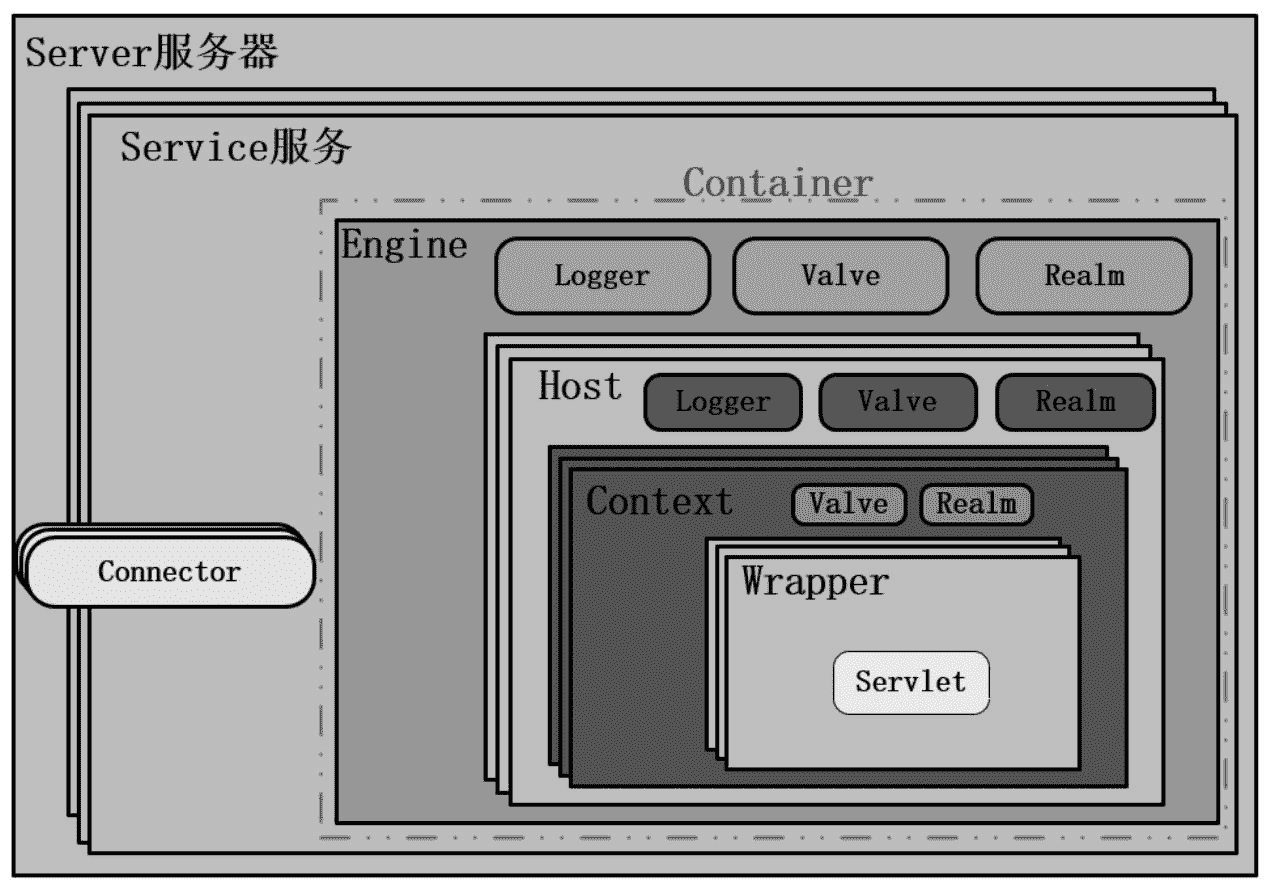 Server服务器
Service服务
Container
Engine
Logger
Valve
Realm
Host
Logger
Valve
Realm
Context
Valve
Realm
Connector
Wrapper
Servlet